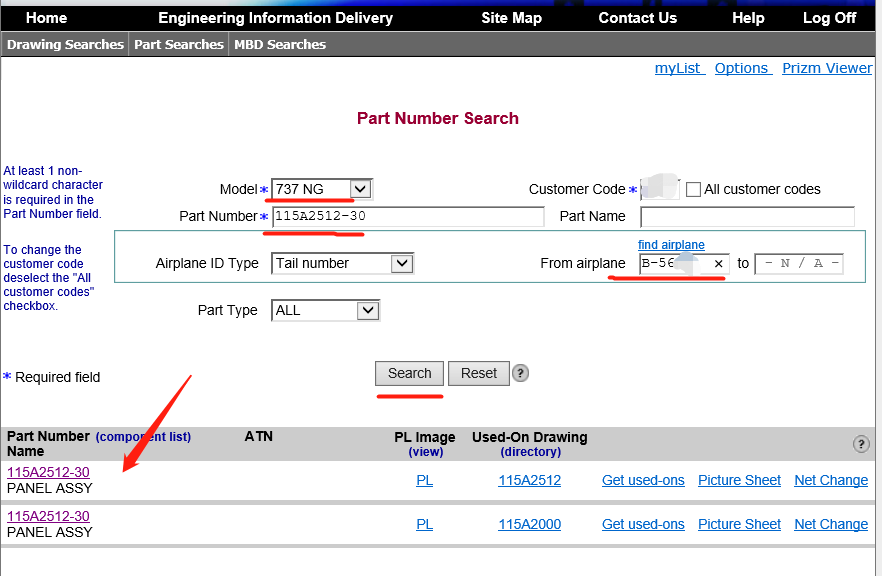 Home Engineering Information Delivery Site Map Contact Us Help Log Off
Drawing Searches Part Searches MBD Searches
myList Options Prizm Viewer
Part Number Search
At least 1 non-
wildcard character
is required in the
Part Number field.
To change the
customer code
deselect the "All
customer codes"
checkbox.
Model* 737 NG Customer Code * All customer codes
Part Number* 115A2512-30 Part Name
find airplane
Airplane ID Type Tail number From airplane B-56 × to - N / A -
Part Type ALL
* Required field
Search Reset ?
Part Number (component list) ATN PL Image Used-On Drawing
Name (view) (directory) ?
115A2512-30
PANEL ASSY PL 115A2512 Get used-ons Picture Sheet Net Change
115A2512-30
PANEL ASSY PL 115A2000 Get used-ons Picture Sheet Net Change